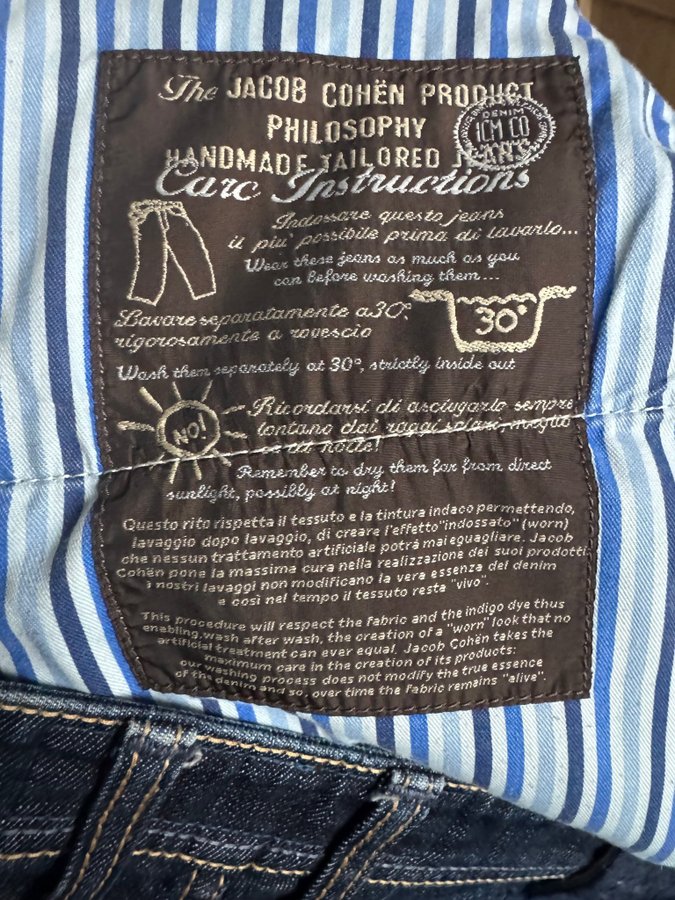 The JACOB COHËN PRODUCT
PHILOSOPHY
HANDMADE TAILORED JEANS
DENIM
ICM CO
Care Instructions
Indossare questo jeans
il piu' possibile prima di lavarlo...
Wear these jeans as much as you
can before washing them...
Lavare separatamente a 30°.
rigorosamente a rovescio
30°
Wash them separately at 30°, strictly inside out
NO!
Ricordarsi di asciugarlo sempre
lontano dai raggi solari, meglio
notte!
Remember to dry them far from direct
sunlight, possibly at night!
Questo rito rispetta il tessuto e la tintura indaco permettendo,
lavaggio dopo lavaggio, di creare l'effetto "indossato" (worn)
che nessun trattamento artificiale potrà mai eguagliare. Jacob
Cohën pone la massima cura nella realizzazione dei suoi prodotti
i nostri lavaggi non modificano la vera essenza del denim
e così nel tempo il tessuto resta "vivo".
This procedure will respect the fabric and the indigo dye thus
enabling, wash after wash, the creation of a "worn" look that no
artificial treatment can ever equal. Jacob Cohën takes the
maximum care in the creation of its products:
our washing process does not modify the true essence
of the denim and so, over time the fabric remains "alive".